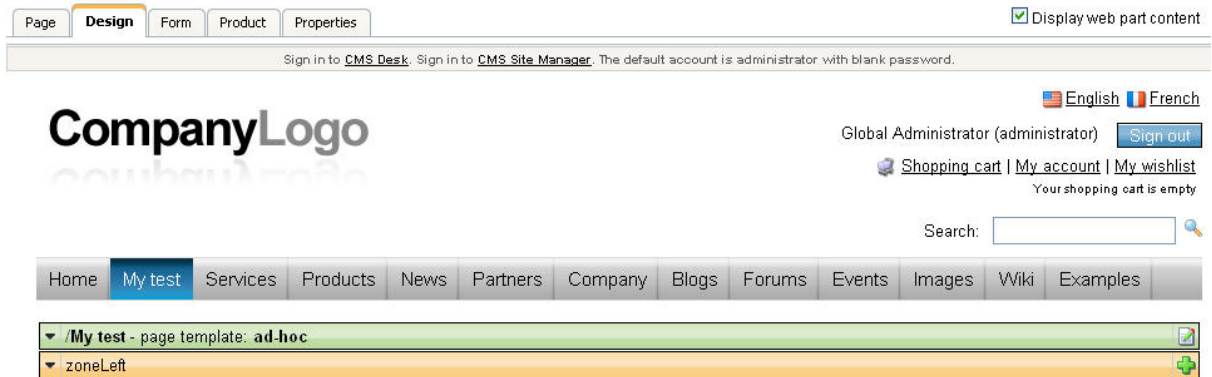 Page Design Form Product Properties Display web part content
Sign in to CMS Desk. Sign in to CMS Site Manager. The default account is administrator with blank password.
English French
CompanyLogo
Global Administrator (administrator) Sign out
Shopping cart | My account | My wishlist
Your shopping cart is empty
Search:
Home My test Services Products News Partners Company Blogs Forums Events Images Wiki Examples
/My test - page template: ad-hoc
zoneLeft